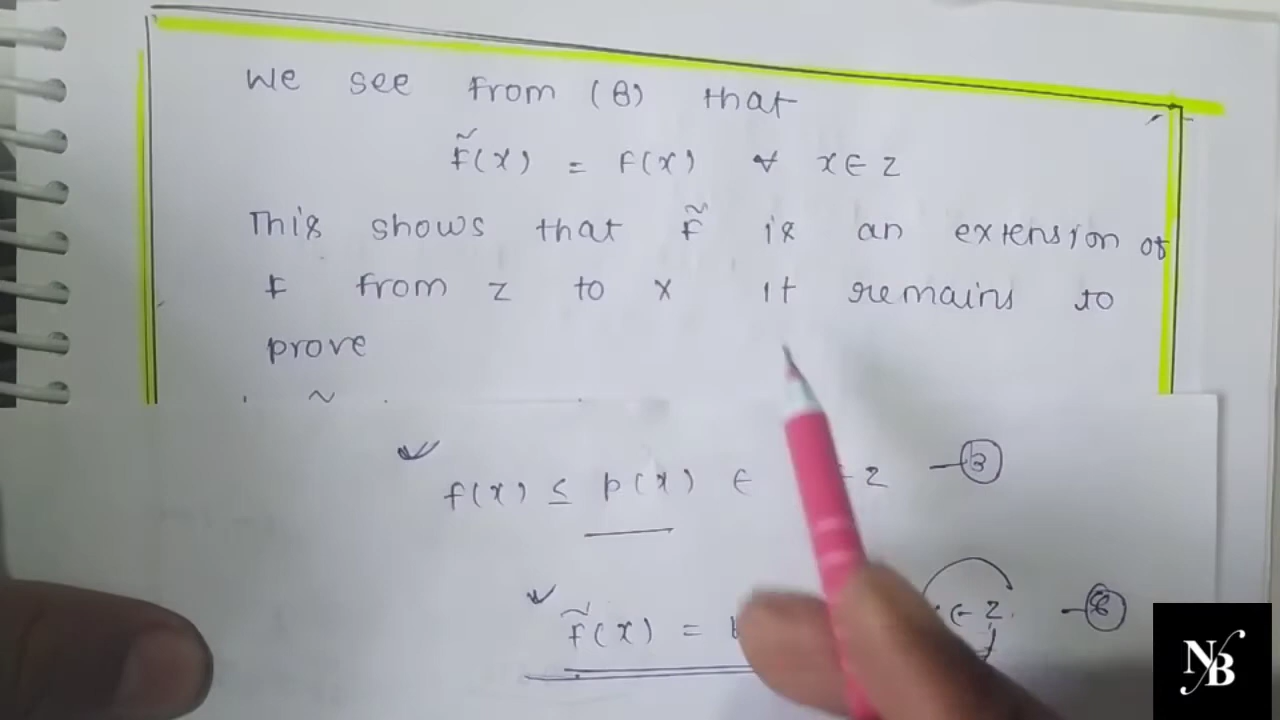 We see from (8) that
f̃(x) = f(x) ∀ x∈Z
This shows that f̃ is an extension of
f from Z to X It remains to
prove
f(x) ≤ p(x) ∈ Z —③
f̃(x) = ∈ Z. —⑧
NB